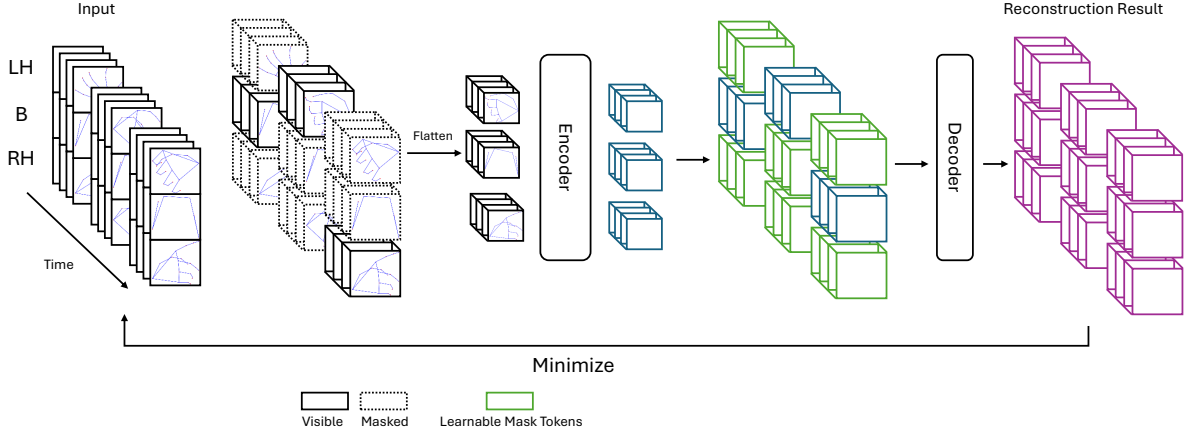 Input
Reconstruction Result
LH
B
RH
Time
Flatten
Encoder
Decoder
Minimize
Visible
Masked
Learnable Mask Tokens